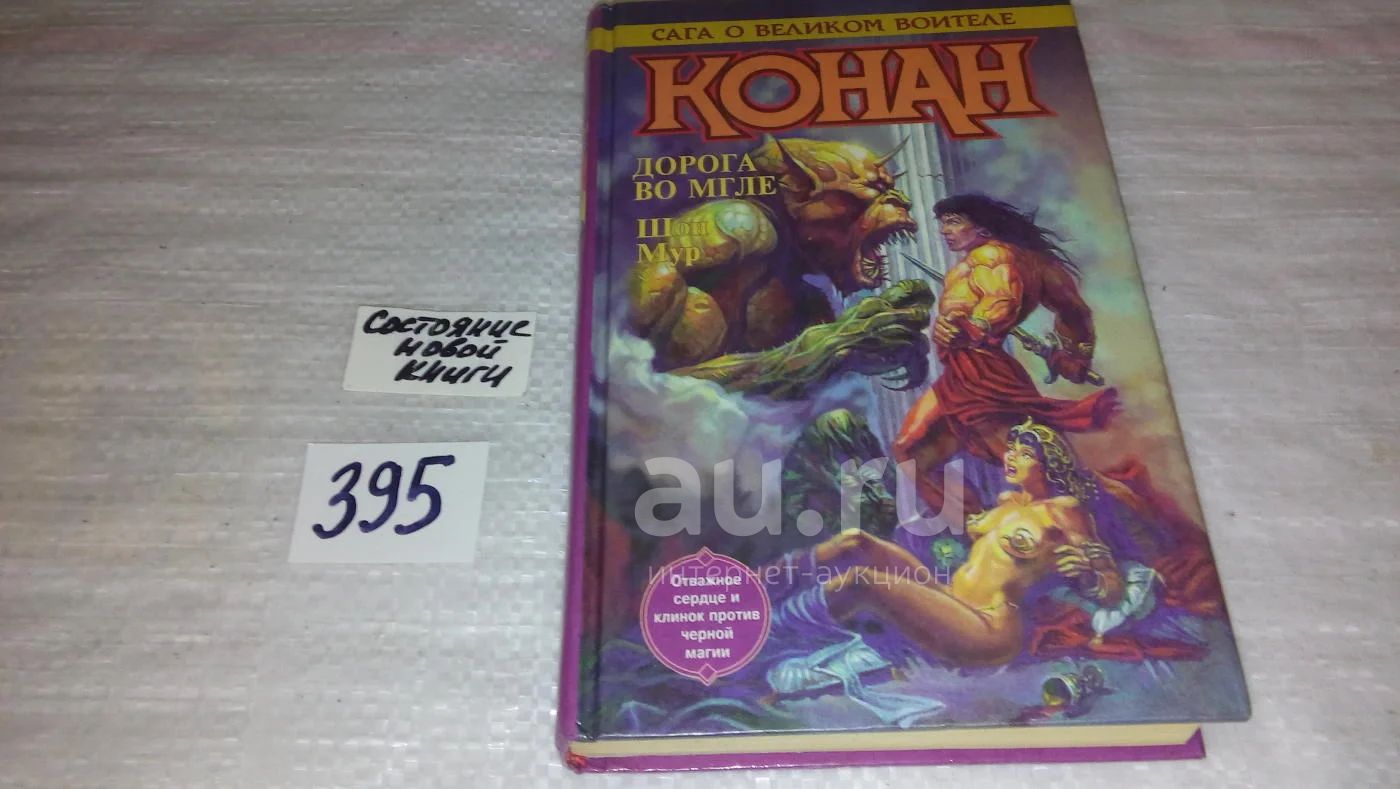 САГА О ВЕЛИКОМ ВОИТЕЛЕ
КОНАН
ДОРОГА
ВО МГЛЕ
Шон
Мур
Состояние
новой
книги
395
au.ru
интернет-аукцион
Отважное
сердце и
клинок против
черной
магии